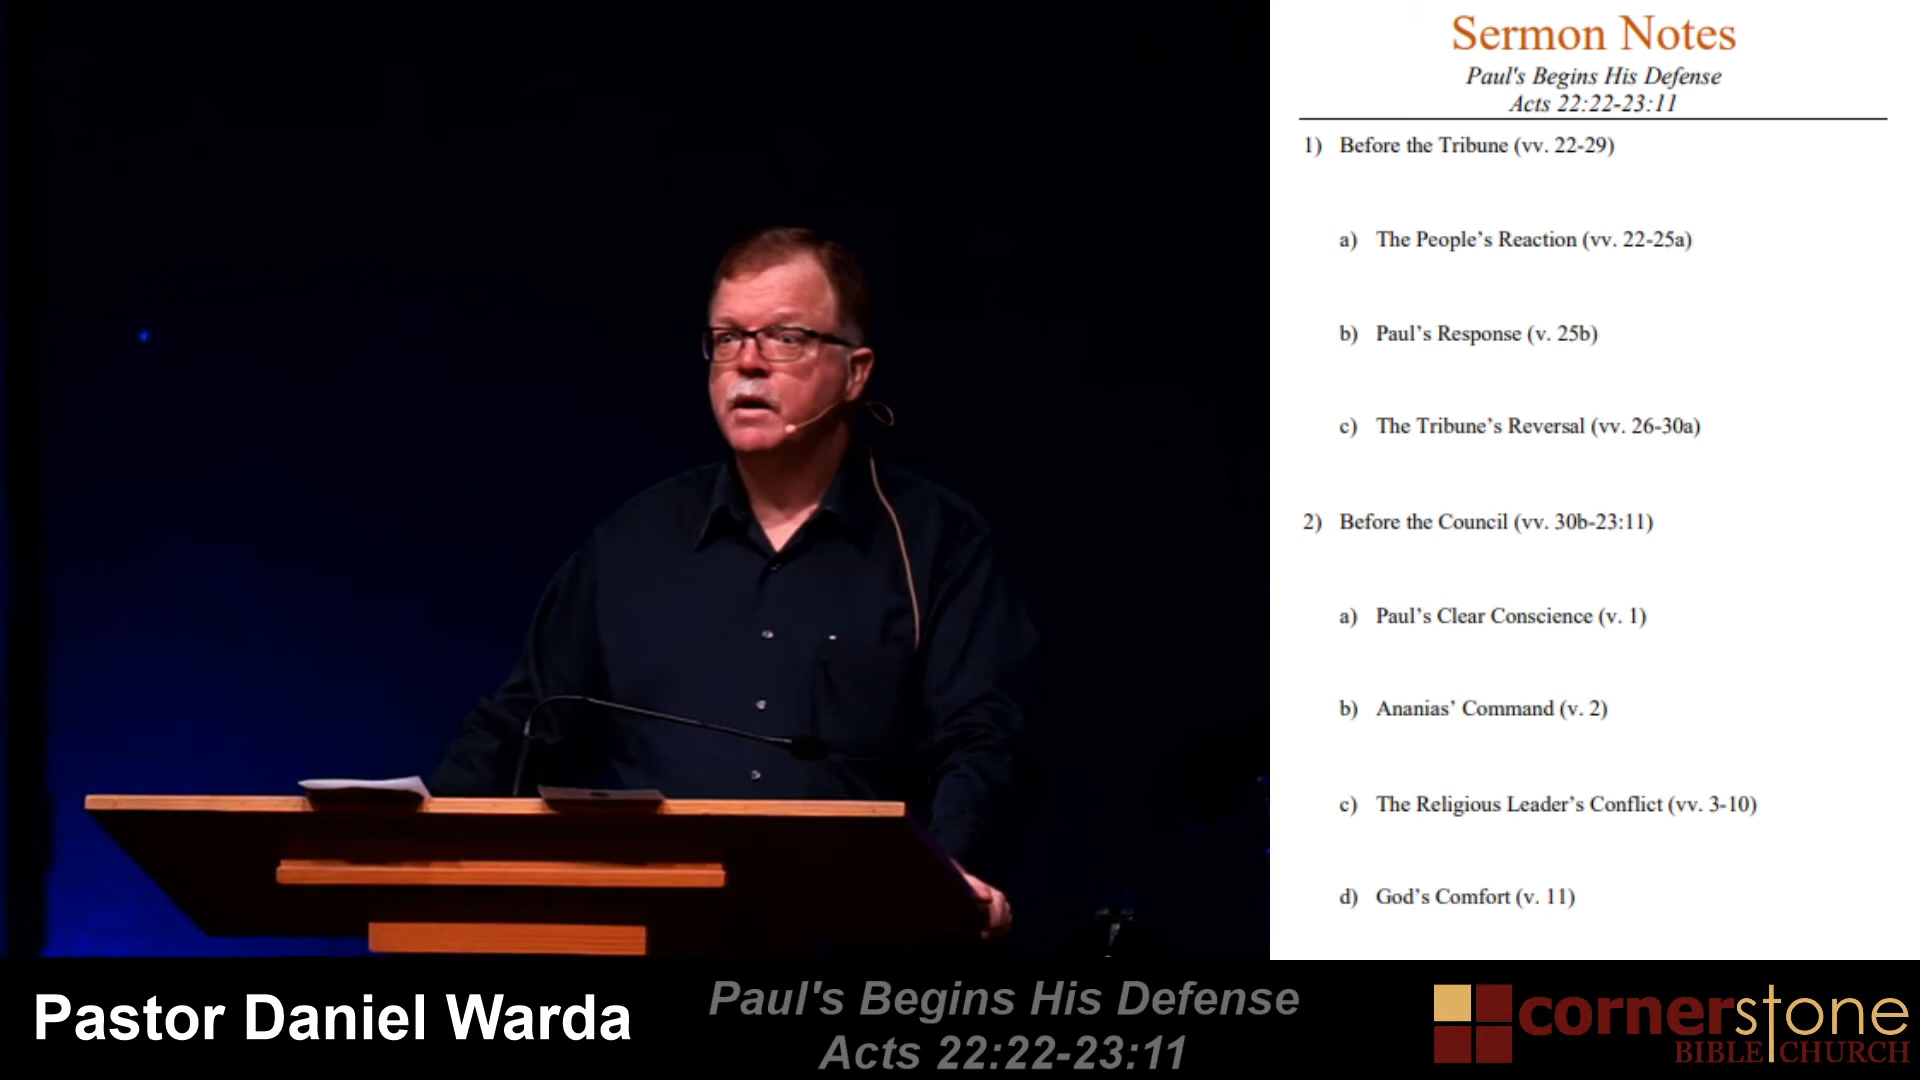 Sermon Notes
Paul's Begins His Defense
Acts 22:22-23:11
1) Before the Tribune (vv. 22-29)
a) The People’s Reaction (vv. 22-25a)
b) Paul’s Response (v. 25b)
c) The Tribune’s Reversal (vv. 26-30a)
2) Before the Council (vv. 30b-23:11)
a) Paul’s Clear Conscience (v. 1)
b) Ananias’ Command (v. 2)
c) The Religious Leader’s Conflict (vv. 3-10)
d) God’s Comfort (v. 11)
Pastor Daniel Warda
Paul's Begins His Defense
Acts 22:22-23:11
cornerstone
BIBLE CHURCH